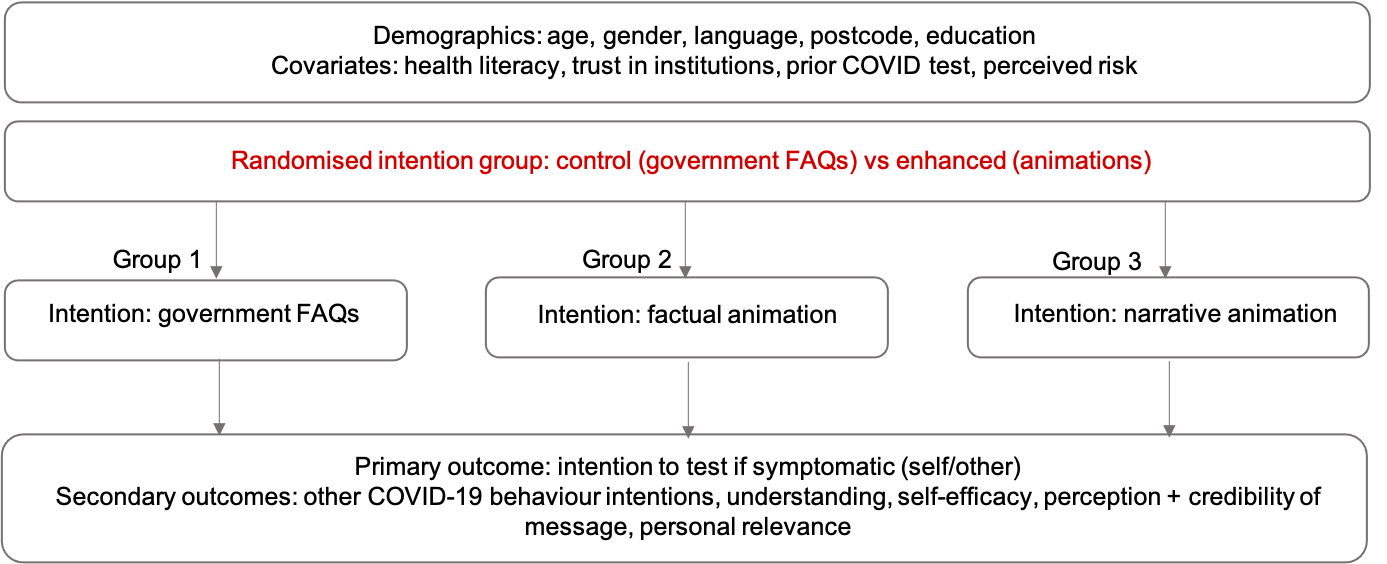 Demographics: age, gender, language, postcode, education
Covariates: health literacy, trust in institutions, prior COVID test, perceived risk
Randomised intention group: control (government FAQs) vs enhanced (animations)
Group 1
Group 2
Group 3
Intention: government FAQs
Intention: factual animation
Intention: narrative animation
Primary outcome: intention to test if symptomatic (self/other)
Secondary outcomes: other COVID-19 behaviour intentions, understanding, self-efficacy, perception + credibility of
message, personal relevance